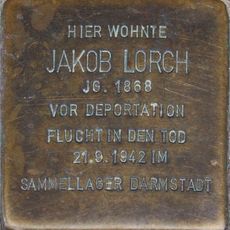 HIER WOHNTE
JAKOB LORCH
JG. 1868
VOR DEPORTATION
FLUCHT IN DEN TOD
21.9.1942 IM
SAMMELLAGER DARMSTADT